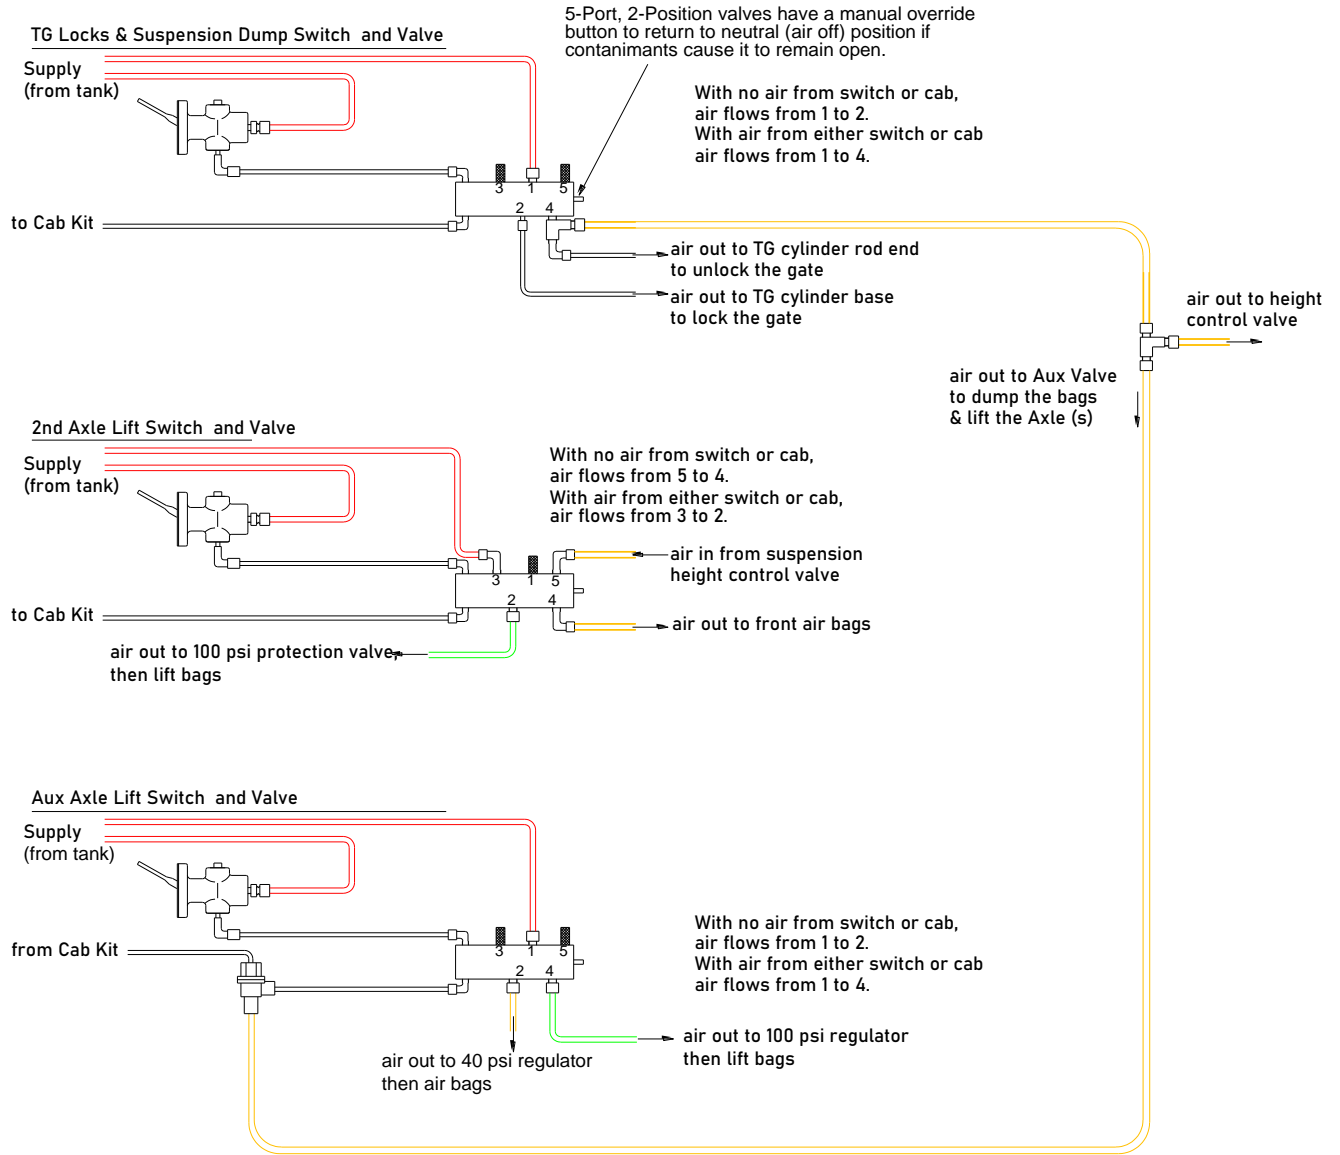 5-Port, 2-Position valves have a manual override
button to return to neutral (air off) position if
contanimants cause it to remain open.
TG Locks & Suspension Dump Switch and Valve
Supply
(from tank)
With no air from switch or cab,
air flows from 1 to 2.
With air from either switch or cab
air flows from 1 to 4.
3 1 5
2 4
to Cab Kit
air out to TG cylinder rod end
to unlock the gate
air out to TG cylinder base
to lock the gate
air out to height
control valve
air out to Aux Valve
to dump the bags
& lift the Axle (s)
2nd Axle Lift Switch and Valve
Supply
(from tank)
With no air from switch or cab,
air flows from 5 to 4.
With air from either switch or cab,
air flows from 3 to 2.
air in from suspension
height control valve
3 1 5
2 4
to Cab Kit
air out to front air bags
air out to 100 psi protection valve,
then lift bags
Aux Axle Lift Switch and Valve
Supply
(from tank)
With no air from switch or cab,
air flows from 1 to 2.
With air from either switch or cab
air flows from 1 to 4.
from Cab Kit
3 1 5
2 4
air out to 100 psi regulator
then lift bags
air out to 40 psi regulator
then air bags